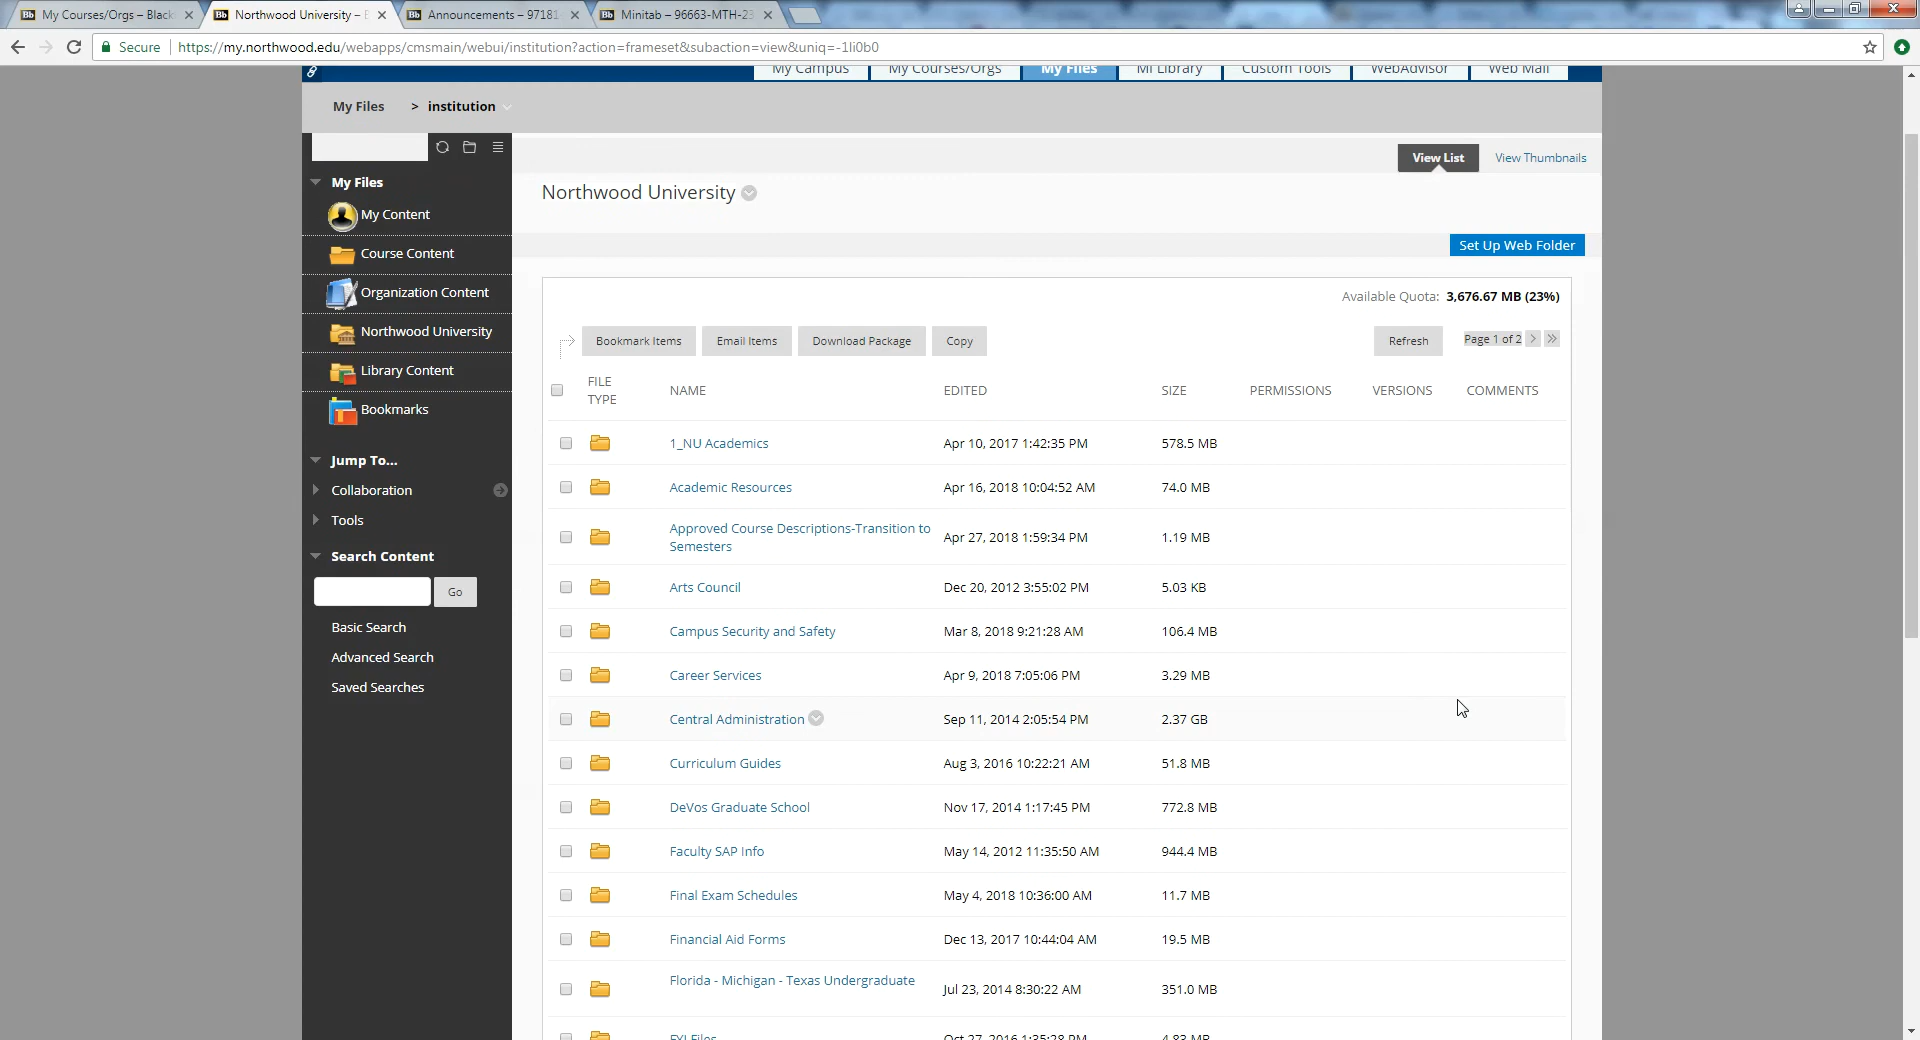 My Courses/Orgs – Black
Northwood University – B
Announcements – 97181
Minitab – 96663-MTH-23
Secure https://my.northwood.edu/webapps/cmsmain/webui/institution?action=frameset&subaction=view&uniq=-1li0b0
My Campus My Courses/Orgs My Files MI Library Custom Tools WebAdvisor Web Mail
My Files > institution
View List View Thumbnails
My Files
Northwood University
My Content
Set Up Web Folder
Course Content
Organization Content
Available Quota: 3,676.67 MB (23%)
Northwood University
Bookmark Items Email Items Download Package Copy Refresh Page 1 of 2
Library Content
FILE TYPE NAME EDITED SIZE PERMISSIONS VERSIONS COMMENTS
Bookmarks
1_NU Academics Apr 10, 2017 1:42:35 PM 578.5 MB
Jump To...
Collaboration
Academic Resources Apr 16, 2018 10:04:52 AM 74.0 MB
Tools
Approved Course Descriptions-Transition to
Semesters Apr 27, 2018 1:59:34 PM 1.19 MB
Search Content
Go
Arts Council Dec 20, 2012 3:55:02 PM 5.03 KB
Basic Search
Campus Security and Safety Mar 8, 2018 9:21:28 AM 106.4 MB
Advanced Search
Career Services Apr 9, 2018 7:05:06 PM 3.29 MB
Saved Searches
Central Administration Sep 11, 2014 2:05:54 PM 2.37 GB
Curriculum Guides Aug 3, 2016 10:22:21 AM 51.8 MB
DeVos Graduate School Nov 17, 2014 1:17:45 PM 772.8 MB
Faculty SAP Info May 14, 2012 11:35:50 AM 944.4 MB
Final Exam Schedules May 4, 2018 10:36:00 AM 11.7 MB
Financial Aid Forms Dec 13, 2017 10:44:04 AM 19.5 MB
Florida - Michigan - Texas Undergraduate Jul 23, 2014 8:30:22 AM 351.0 MB
FYI Files Oct 27, 2016 1:35:28 PM 4.83 MB